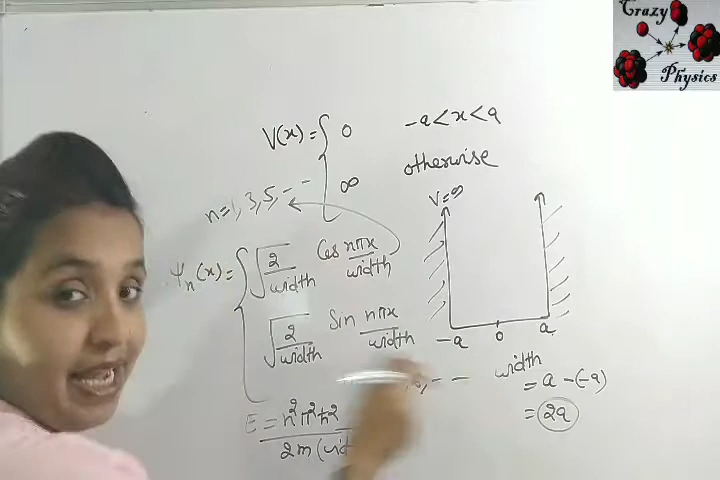 Crazy
Physics
V(x) = { 0 -a<x<a
∞ otherwise
n=1, 3, 5, - - -
V=∞
ψn(x) = { √2/width Cos nπx/width
√2/width Sin nπx/width
-a 0 a
width
= a - (-a)
= 2a
E = n²π²ħ²
2m (wid